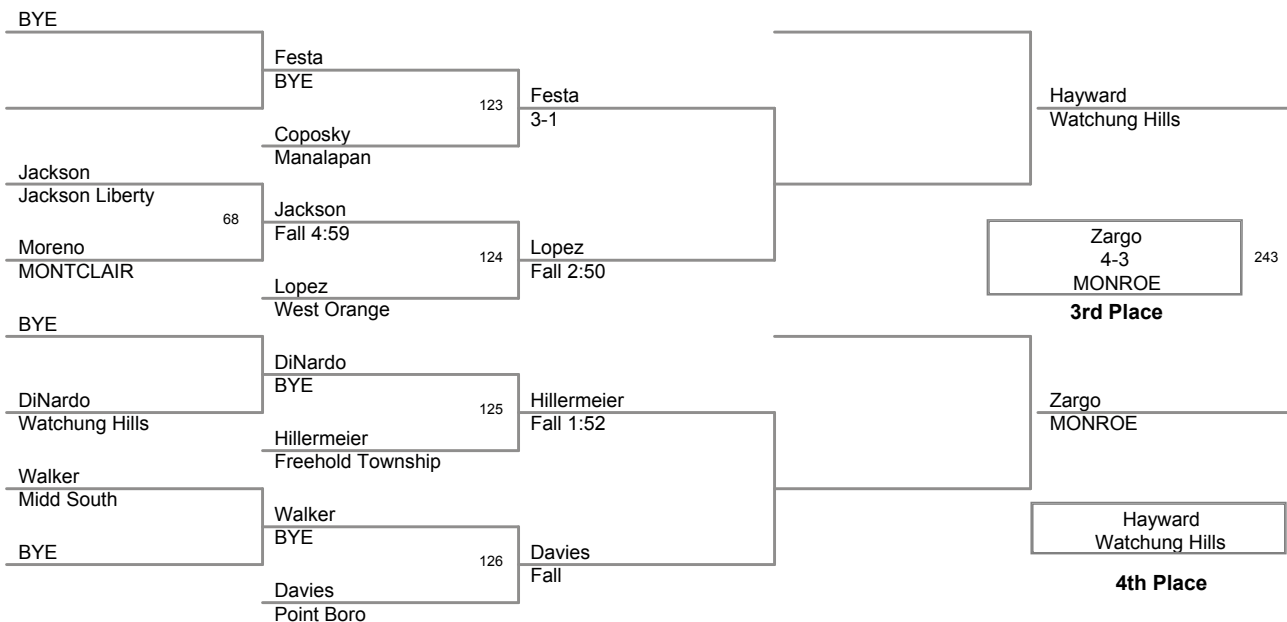 BYE
Festa
BYE
123
Festa
3-1
Hayward
Watchung Hills
Coposky
Manalapan
Jackson
Jackson Liberty
68
Jackson
Fall 4:59
Moreno
MONTCLAIR
124
Lopez
Fall 2:50
Zargo
4-3
MONROE
243
Lopez
West Orange
3rd Place
BYE
DiNardo
BYE
DiNardo
Watchung Hills
125
Hillermeier
Fall 1:52
Zargo
MONROE
Hillermeier
Freehold Township
Walker
Midd South
Walker
BYE
Hayward
Watchung Hills
BYE
126
Davies
Fall
4th Place
Davies
Point Boro